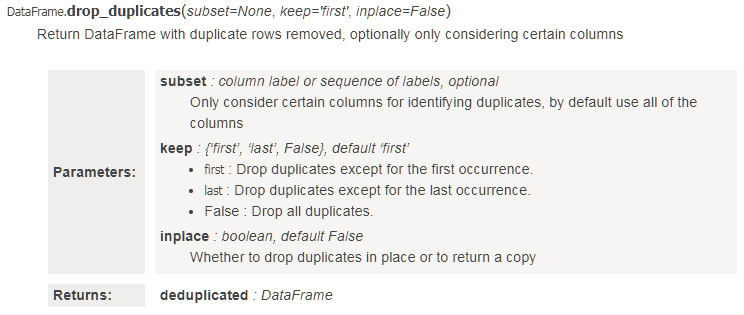 DataFrame.drop_duplicates(subset=None, keep='first', inplace=False)
Return DataFrame with duplicate rows removed, optionally only considering certain columns
subset : column label or sequence of labels, optional
Only consider certain columns for identifying duplicates, by default use all of the
columns
keep : {‘first’, ‘last’, False}, default ‘first’
Parameters:
• first : Drop duplicates except for the first occurrence.
• last : Drop duplicates except for the last occurrence.
• False : Drop all duplicates.
inplace : boolean, default False
Whether to drop duplicates in place or to return a copy
Returns: deduplicated : DataFrame